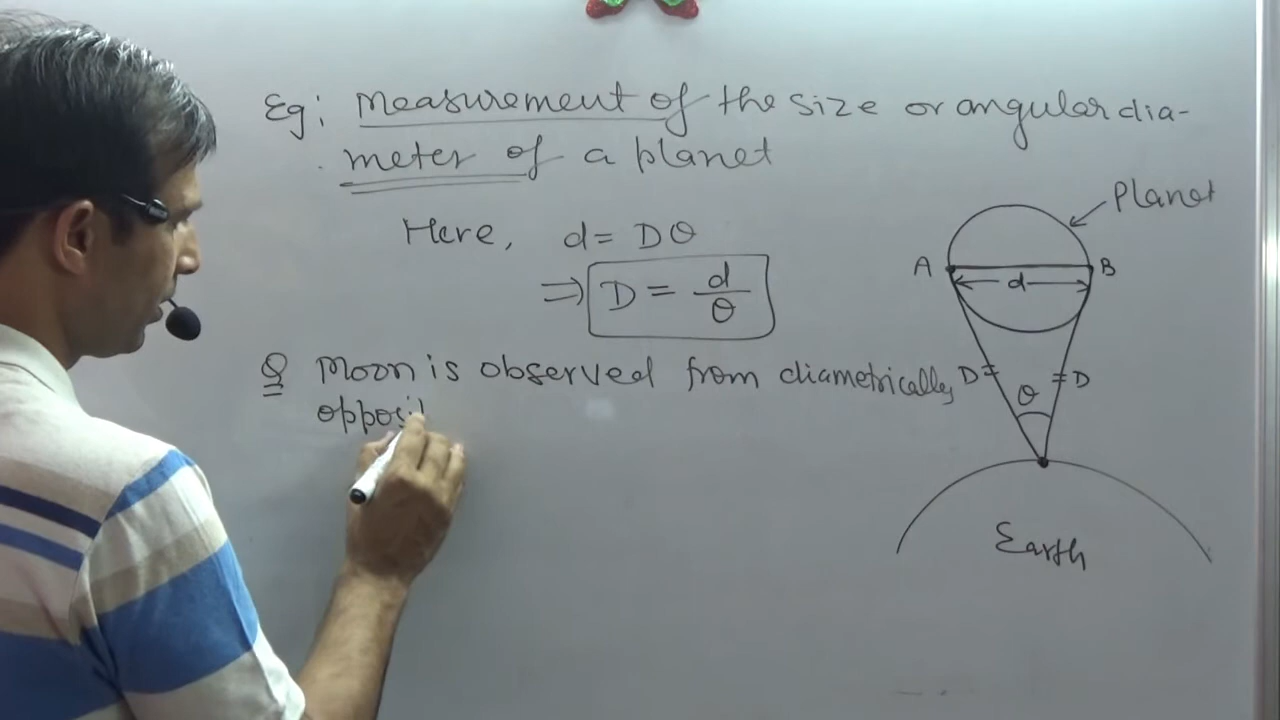 Eg: Measurement of the size or angular dia-
meter of a planet
Here, d = Dθ
⇒ D = d/θ
Q Moon is observed from diametrically
opposit
Planet
A B
d
D D
θ
Earth